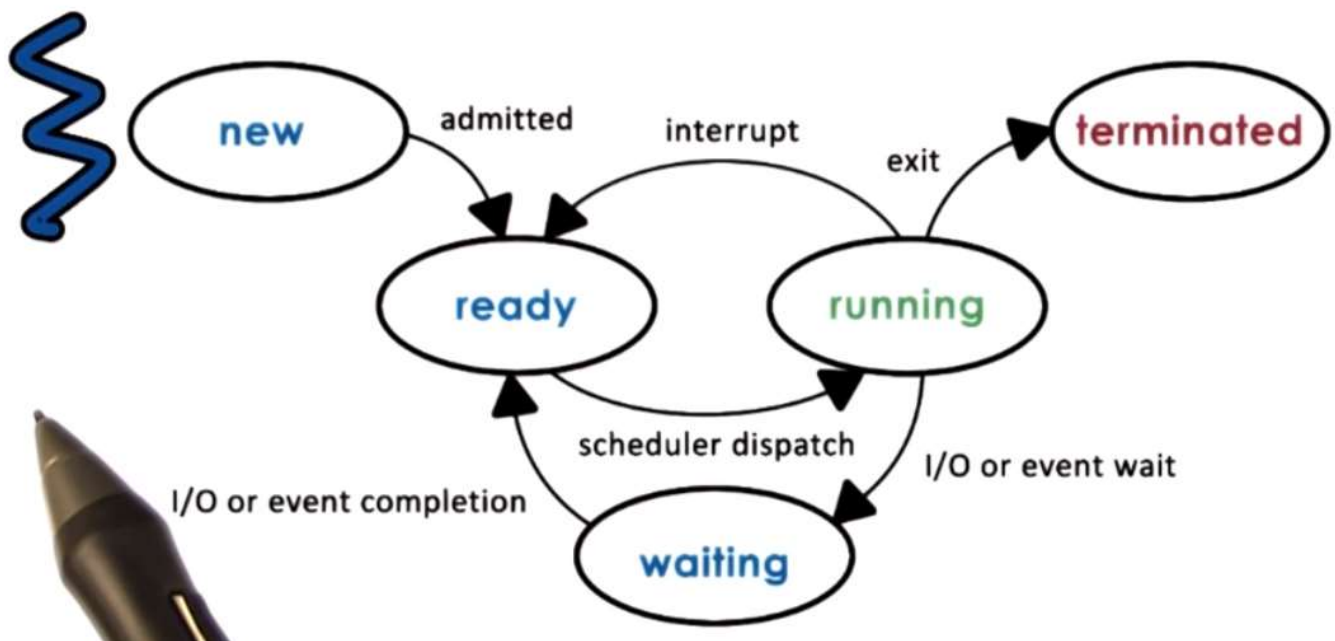 new
admitted
interrupt
exit
terminated
ready
running
scheduler dispatch
I/O or event wait
I/O or event completion
waiting